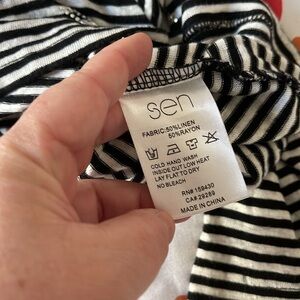 sen
FABRIC:50%LINEN
50%RAYON
COLD HAND WASH
INSIDE OUT LOW HEAT
LAY FLAT TO DRY
NO BLEACH
RN# 159430
CA# 29289
MADE IN CHINA